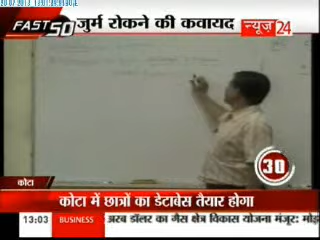 FAST 50
जुर्म रोकने की कवायद
न्यूज़ 24
30
कोटा
कोटा में छात्रों का डेटाबेस तैयार होगा
13:03 BUSINESS अरब डॉलर का गैस क्षेत्र विकास योजना मंजूर: